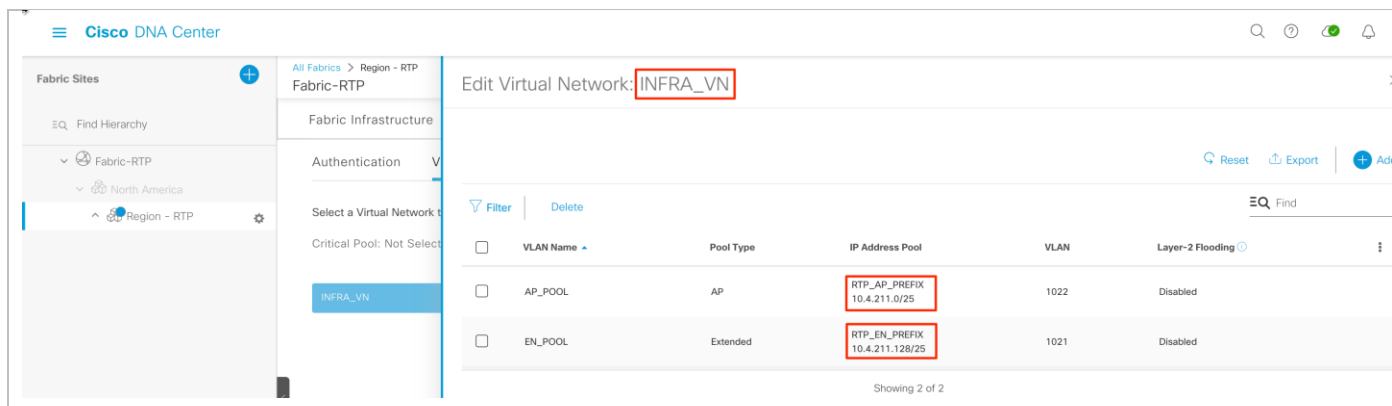 Cisco DNA Center
Fabric Sites
Find Hierarchy
Fabric-RTP
North America
Region - RTP
All Fabrics > Region - RTP
Fabric-RTP
Fabric Infrastructure
Authentication V
Select a Virtual Network t
Critical Pool: Not Select
INFRA_VN
Edit Virtual Network: INFRA_VN
Reset Export Add
Filter Delete
EQ Find
VLAN Name Pool Type IP Address Pool VLAN Layer-2 Flooding
AP_POOL AP RTP_AP_PREFIX 1022 Disabled
10.4.211.0/25
EN_POOL Extended RTP_EN_PREFIX 1021 Disabled
10.4.211.128/25
Showing 2 of 2